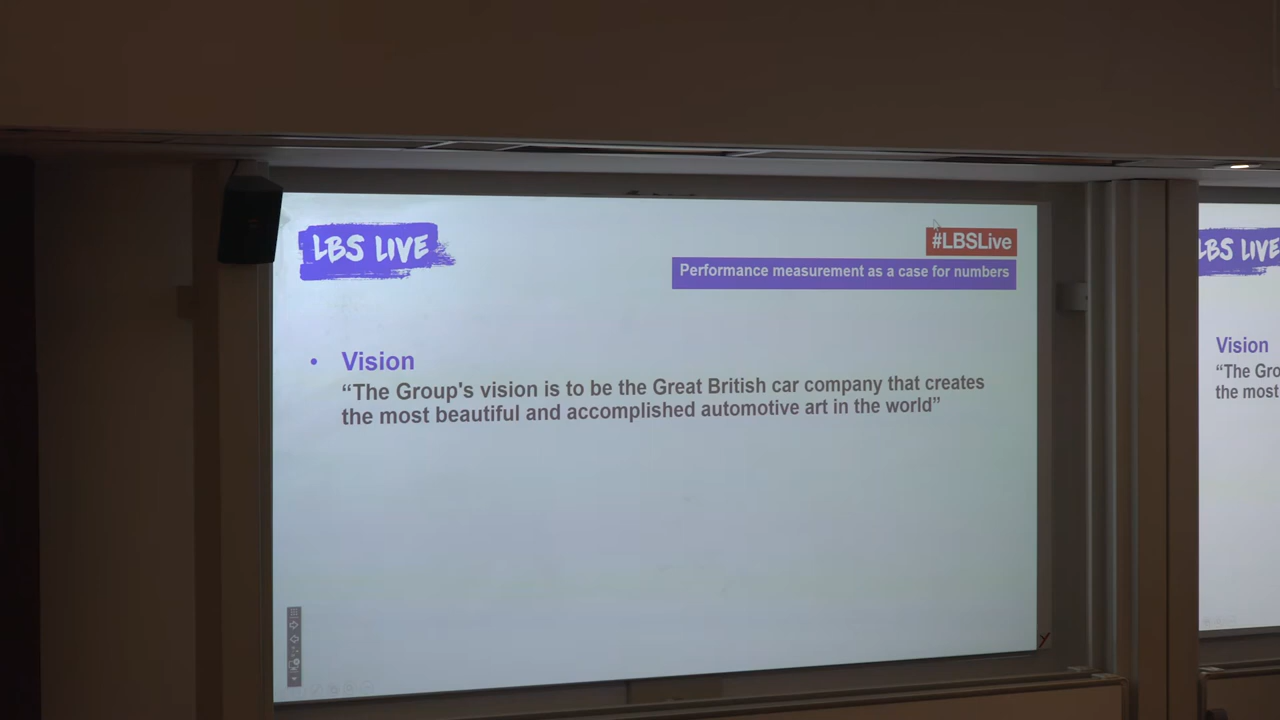 LBS LIVE
#LBSLive
Performance measurement as a case for numbers
• Vision
“The Group's vision is to be the Great British car company that creates
the most beautiful and accomplished automotive art in the world”
LBS LIVE
Vision
“The Gro
the most